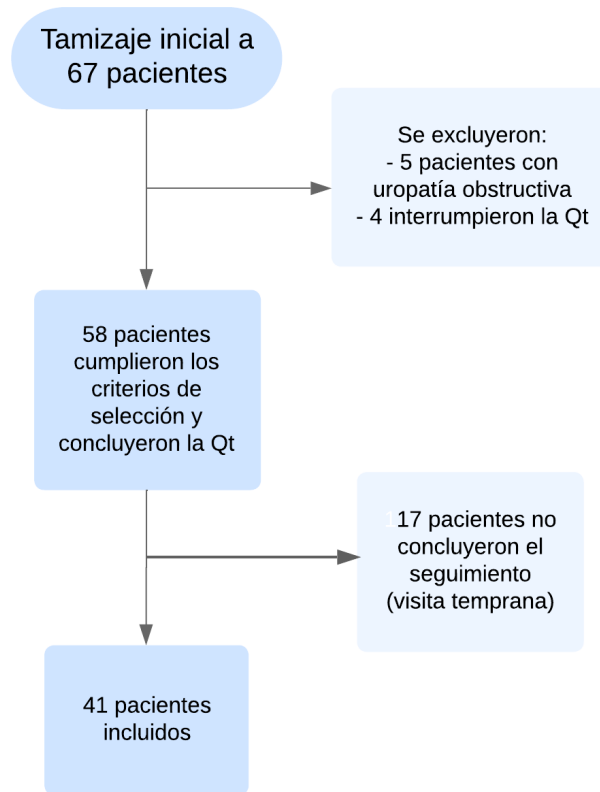 Tamizaje inicial a
67 pacientes
Se excluyeron:
- 5 pacientes con
uropatía obstructiva
- 4 interrumpieron la Qt
58 pacientes
cumplieron los
criterios de
selección y
concluyeron la Qt
17 pacientes no
concluyeron el
seguimiento
(visita temprana)
41 pacientes
incluidos